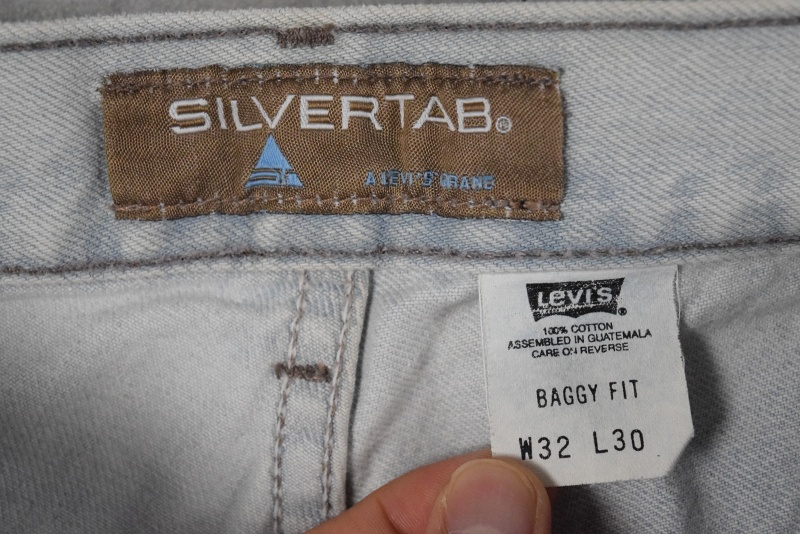 SILVERTAB®
A LEVI'S BRAND
Levi's®
100% COTTON
ASSEMBLED IN GUATEMALA
CARE ON REVERSE
BAGGY FIT
W32 L30